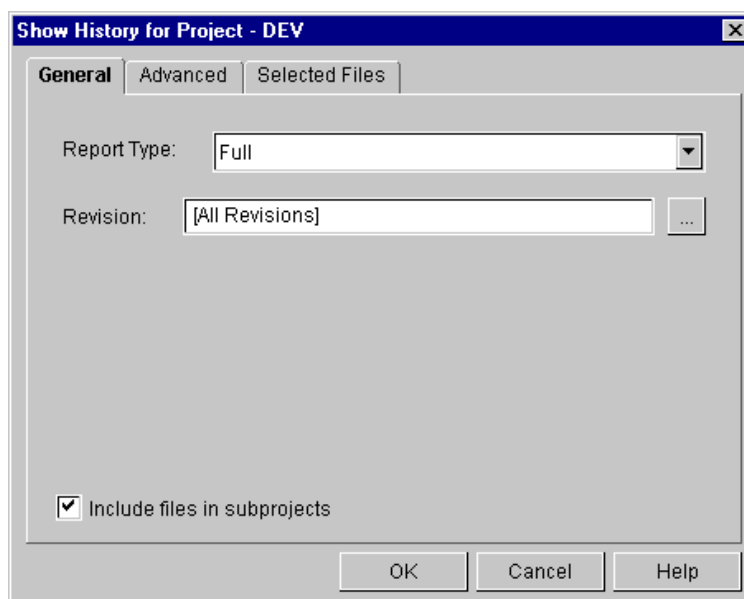 Show History for Project - DEV
General Advanced Selected Files
Report Type: Full
Revision: [All Revisions] ...
Include files in subprojects
OK Cancel Help